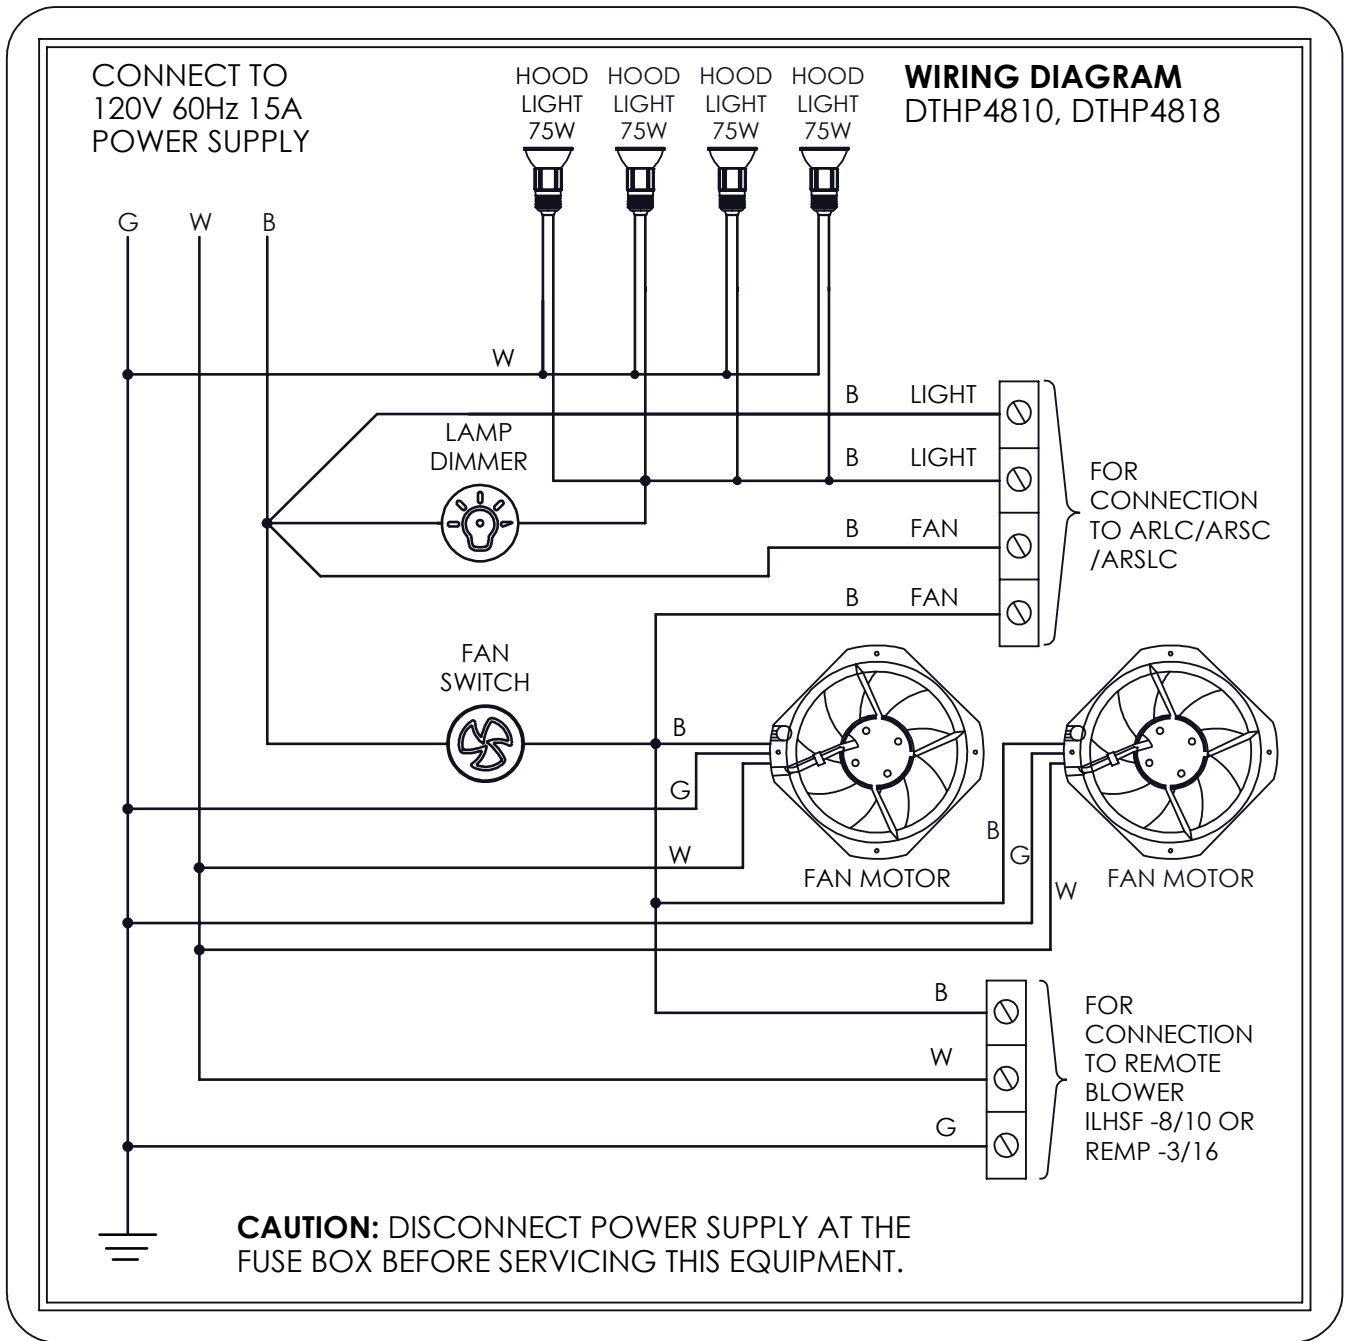 CONNECT TO
120V 60Hz 15A
POWER SUPPLY
HOOD
LIGHT
75W
HOOD
LIGHT
75W
HOOD
LIGHT
75W
HOOD
LIGHT
75W
WIRING DIAGRAM
DTHP4810, DTHP4818
G
W
B
W
B
LIGHT
LAMP
DIMMER
B
LIGHT
B
FAN
B
FAN
FOR
CONNECTION
TO ARLC/ARSC
/ARSLC
FAN
SWITCH
B
G
W
FAN MOTOR
B
G
W
FAN MOTOR
B
W
G
FOR
CONNECTION
TO REMOTE
BLOWER
ILHSF -8/10 OR
REMP -3/16
CAUTION: DISCONNECT POWER SUPPLY AT THE
FUSE BOX BEFORE SERVICING THIS EQUIPMENT.